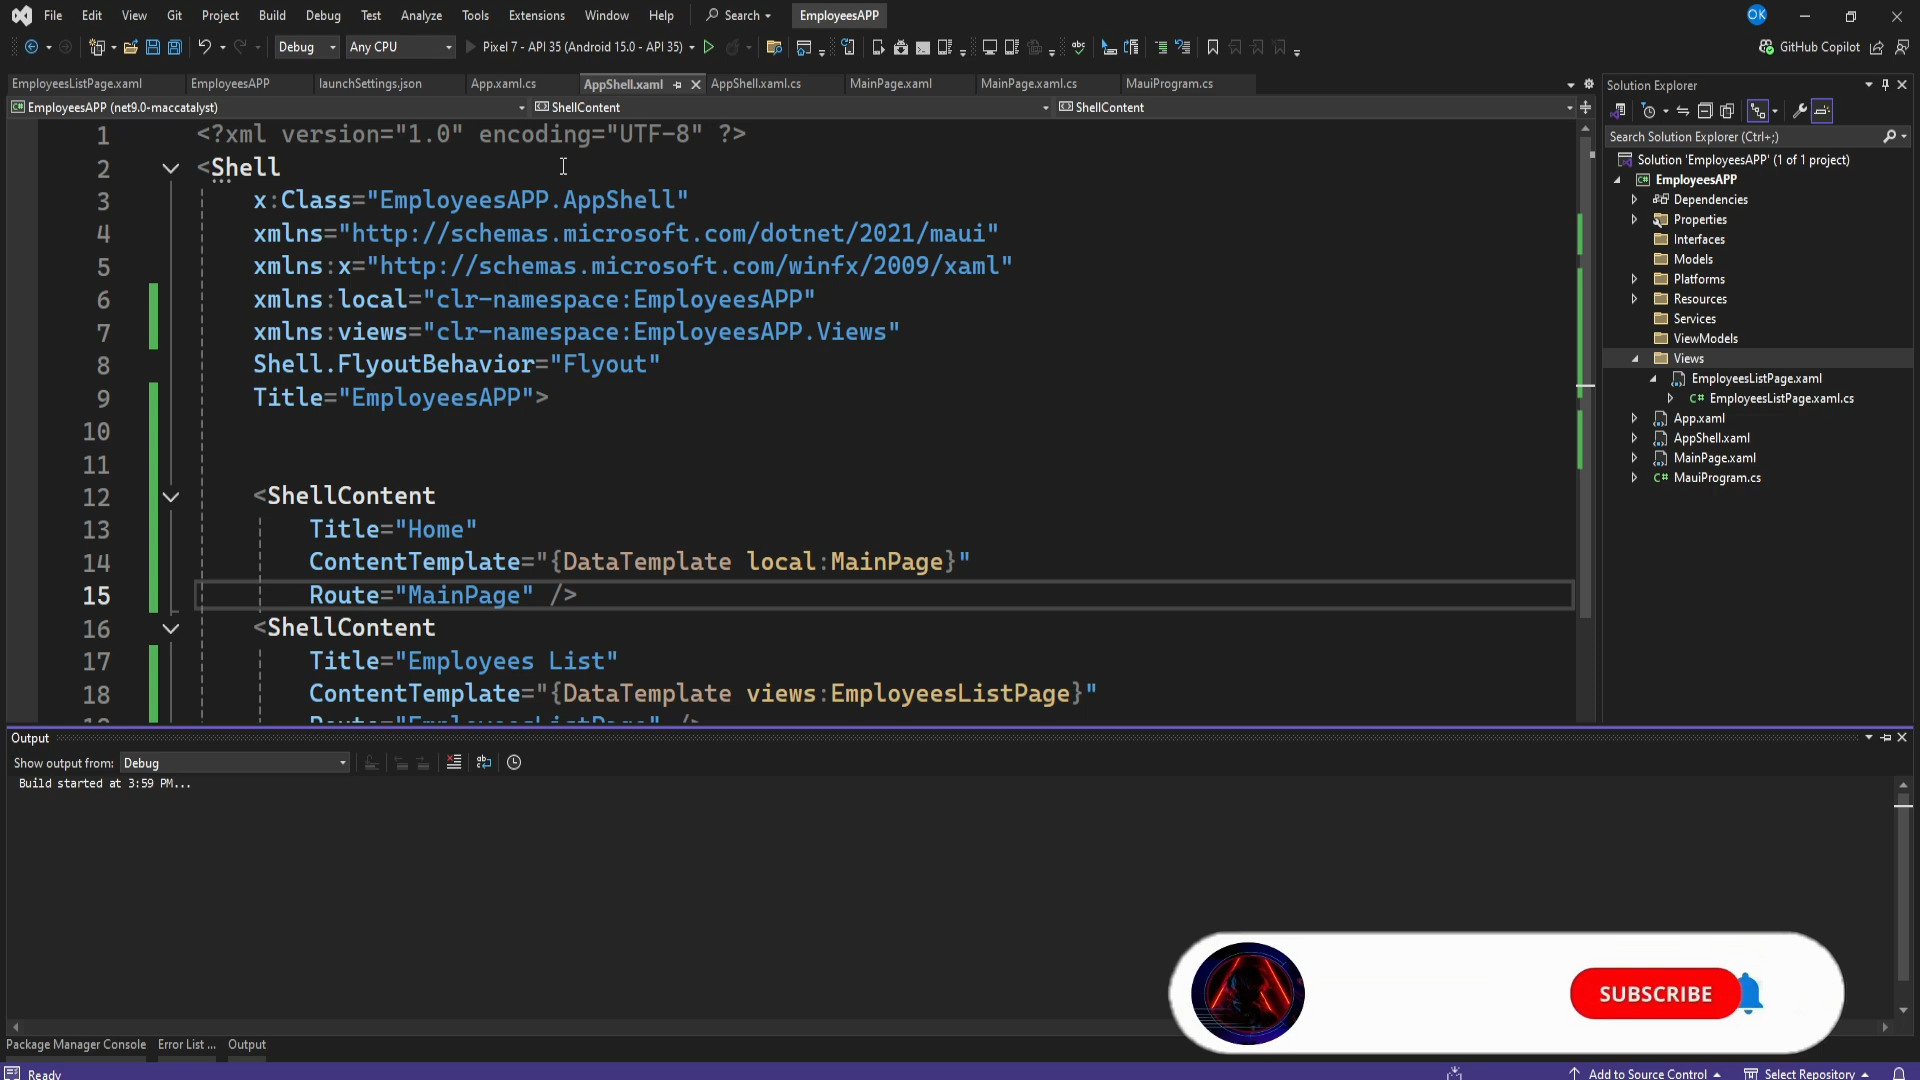 File Edit View Git Project Build Debug Test Analyze Tools Extensions Window Help Search EmployeesAPP OK
Debug Any CPU Pixel 7 - API 35 (Android 15.0 - API 35) GitHub Copilot
EmployeesListPage.xaml EmployeesAPP launchSettings.json App.xaml.cs AppShell.xaml AppShell.xaml.cs MainPage.xaml MainPage.xaml.cs MauiProgram.cs
EmployeesAPP (net9.0-maccatalyst) ShellContent ShellContent
1 <?xml version="1.0" encoding="UTF-8" ?>
2 <Shell
3 x:Class="EmployeesAPP.AppShell"
4 xmlns="http://schemas.microsoft.com/dotnet/2021/maui"
5 xmlns:x="http://schemas.microsoft.com/winfx/2009/xaml"
6 xmlns:local="clr-namespace:EmployeesAPP"
7 xmlns:views="clr-namespace:EmployeesAPP.Views"
8 Shell.FlyoutBehavior="Flyout"
9 Title="EmployeesAPP">
10
11
12 <ShellContent
13 Title="Home"
14 ContentTemplate="{DataTemplate local:MainPage}"
15 Route="MainPage" />
16 <ShellContent
17 Title="Employees List"
18 ContentTemplate="{DataTemplate views:EmployeesListPage}"
Route="EmployeesListPage" />
Solution Explorer
Search Solution Explorer (Ctrl+;)
Solution 'EmployeesAPP' (1 of 1 project)
EmployeesAPP
Dependencies
Properties
Interfaces
Models
Platforms
Resources
Services
ViewModels
Views
EmployeesListPage.xaml
C# EmployeesListPage.xaml.cs
App.xaml
AppShell.xaml
MainPage.xaml
C# MauiProgram.cs
Output
Show output from: Debug
Build started at 3:59 PM...
SUBSCRIBE
Package Manager Console Error List ... Output
Ready Add to Source Control Select Repository